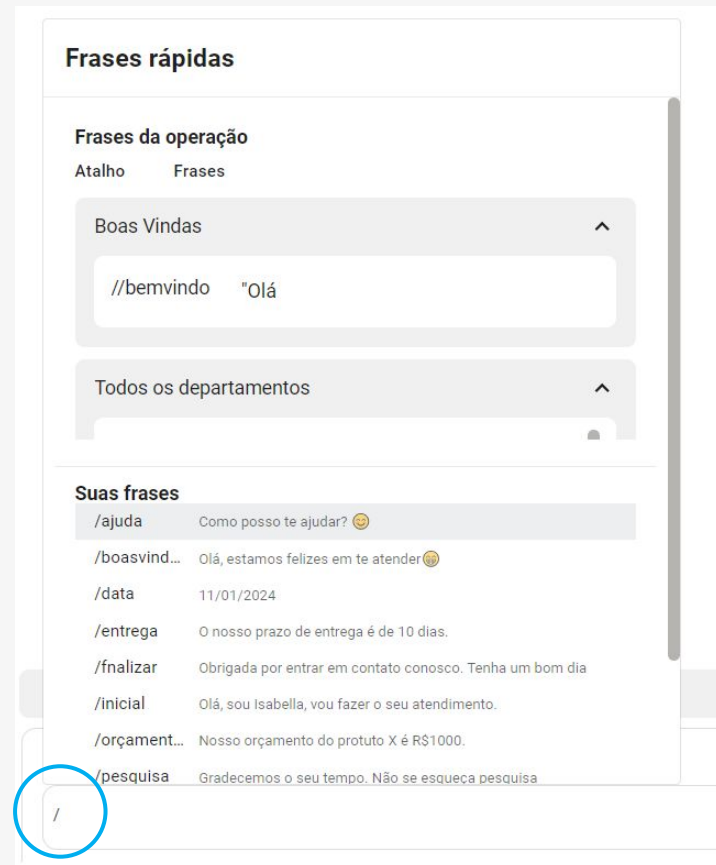 Frases rápidas
Frases da operação
Atalho Frases
Boas Vindas
//bemvindo "Olá
Todos os departamentos
Suas frases
/ajuda Como posso te ajudar? 😊
/boasvind... Olá, estamos felizes em te atender😁
/data 11/01/2024
/entrega O nosso prazo de entrega é de 10 dias.
/fnalizar Obrigada por entrar em contato conosco. Tenha um bom dia
/inicial Olá, sou Isabella, vou fazer o seu atendimento.
/orçament... Nosso orçamento do protuto X é R$1000.
/pesquisa Gradecemos o seu tempo. Não se esqueça pesquisa
/